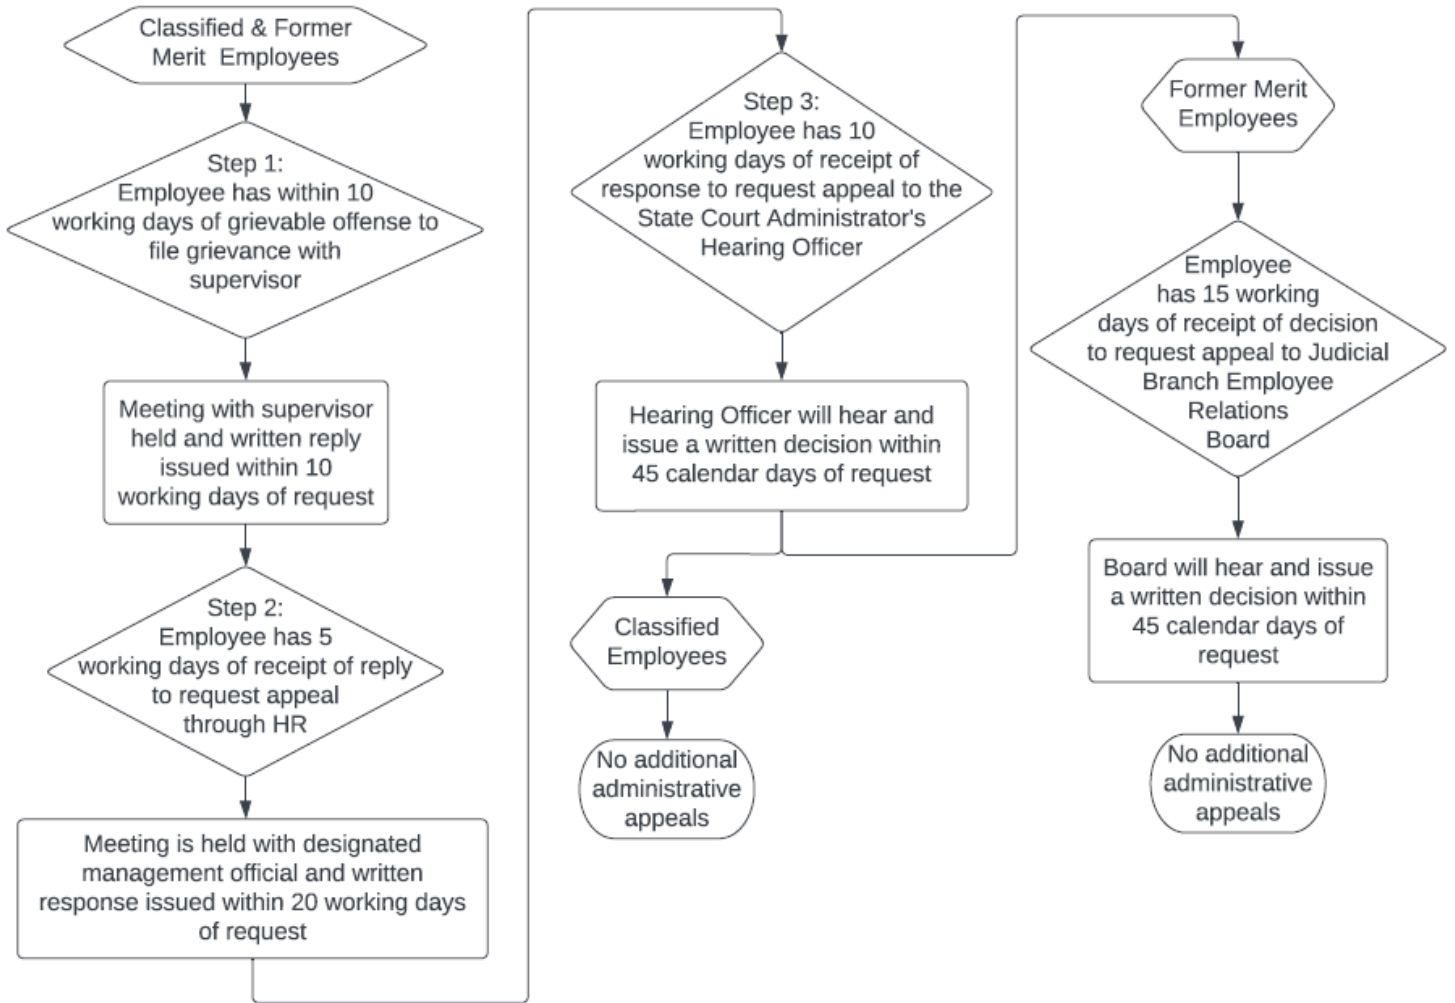 Classified & Former
Merit Employees
Step 1:
Employee has within 10
working days of grievable offense to
file grievance with
supervisor
Meeting with supervisor
held and written reply
issued within 10
working days of request
Step 2:
Employee has 5
working days of receipt of reply
to request appeal
through HR
Meeting is held with designated
management official and written
response issued within 20 working days
of request
Step 3:
Employee has 10
working days of receipt of
response to request appeal to the
State Court Administrator's
Hearing Officer
Hearing Officer will hear and
issue a written decision within
45 calendar days of request
Classified
Employees
No additional
administrative
appeals
Former Merit
Employees
Employee
has 15 working
days of receipt of decision
to request appeal to Judicial
Branch Employee
Relations
Board
Board will hear and issue
a written decision within
45 calendar days of
request
No additional
administrative
appeals